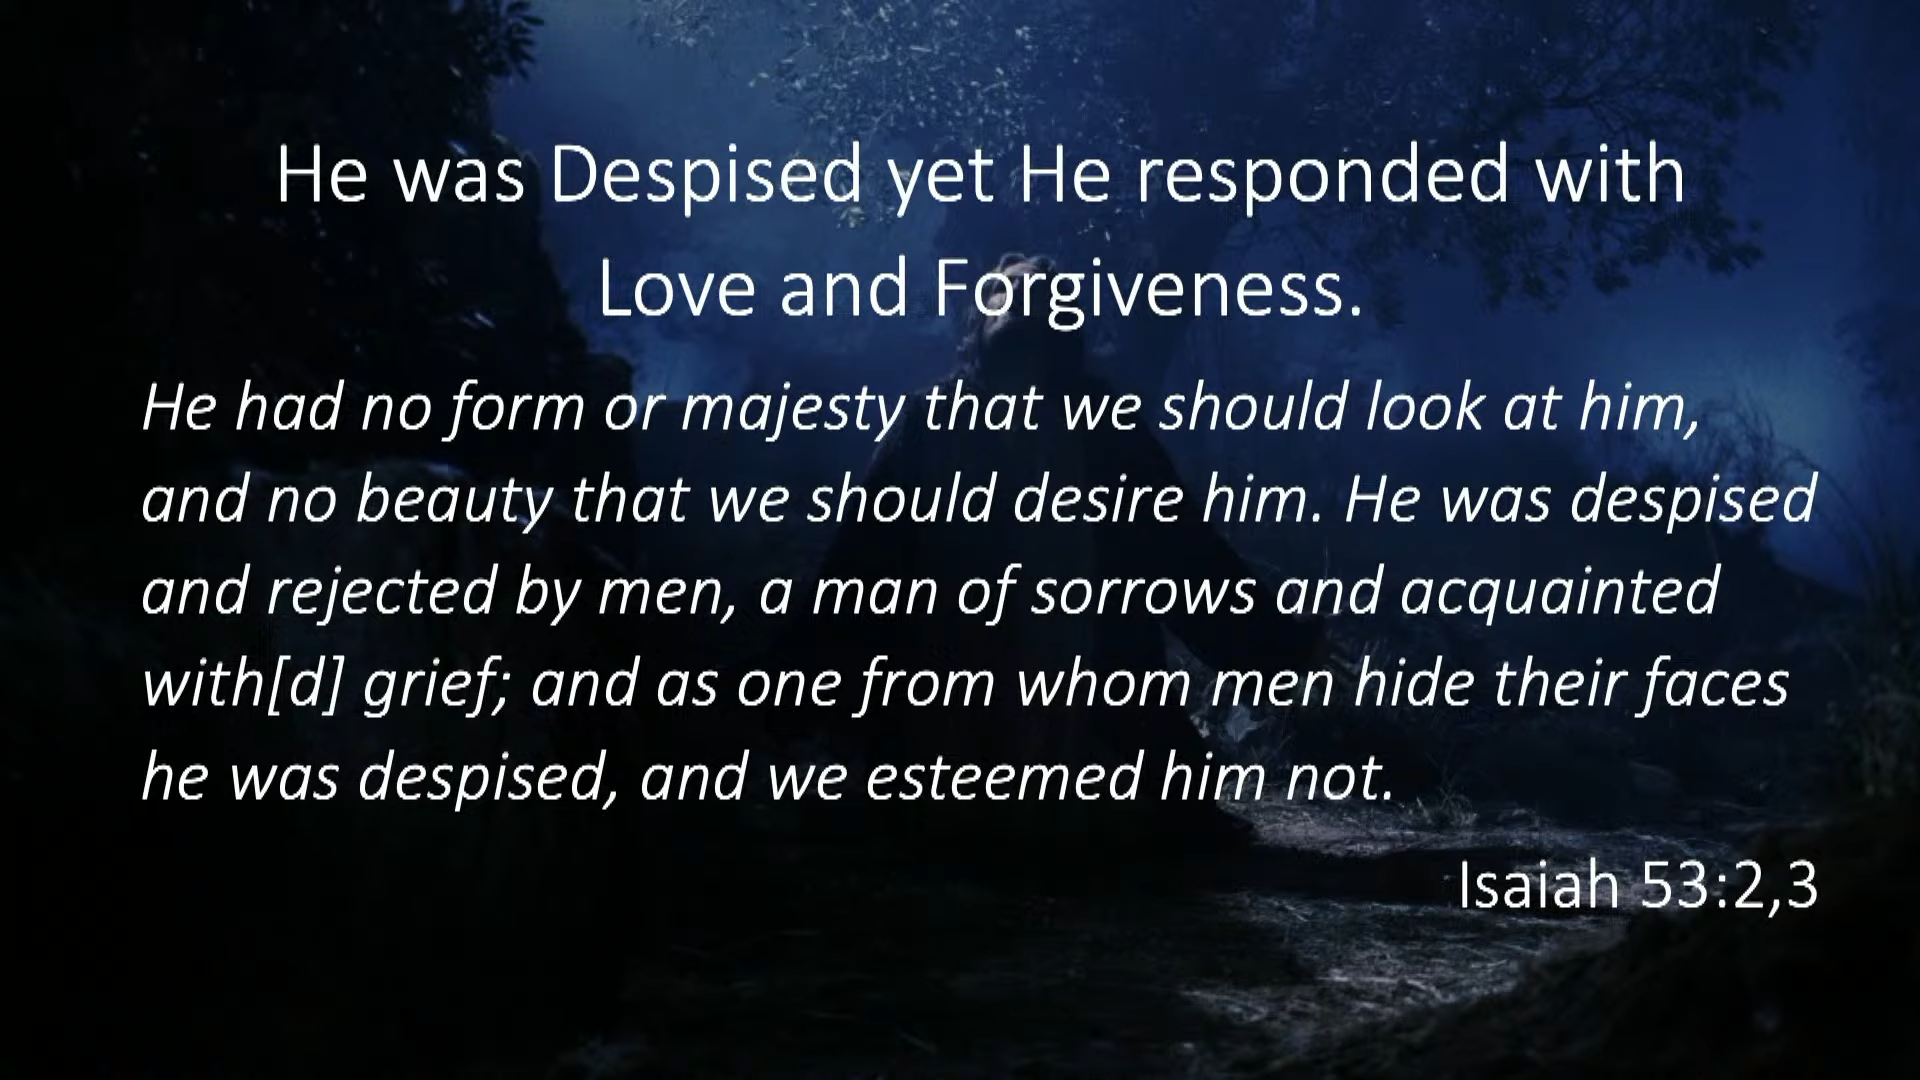 He was Despised yet He responded with
Love and Forgiveness.
He had no form or majesty that we should look at him,
and no beauty that we should desire him. He was despised
and rejected by men, a man of sorrows and acquainted
with[d] grief; and as one from whom men hide their faces
he was despised, and we esteemed him not.
Isaiah 53:2,3